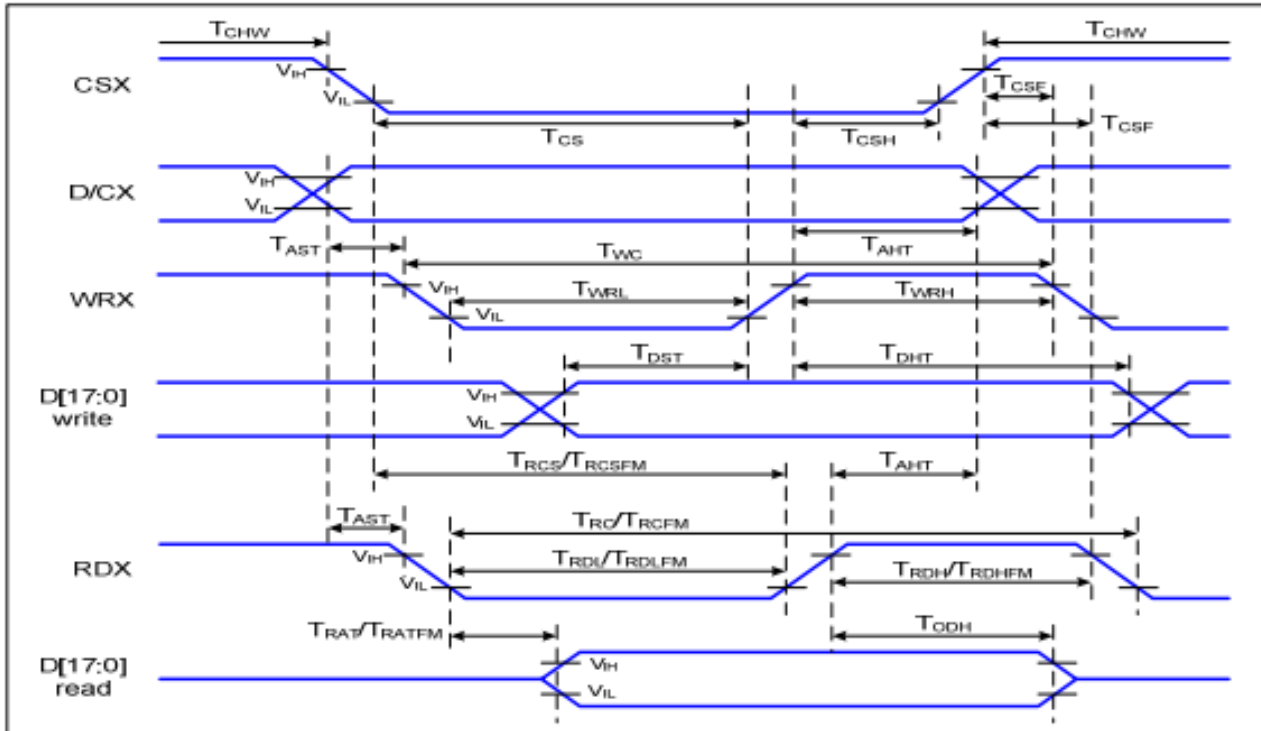 TCHW TCHW
CSX VIH VIL TCSF
TCS TCSH TCSF
D/CX VIH VIL
TAST TWC TAHT
WRX VIH TWRL TWRH
VIL
TDST TDHT
D[17:0] write VIH VIL
TRCS/TRCSFM TAHT
TAST TRC/TRCFM
RDX VIH VIL TRDL/TRDLFM TRDH/TRDHFM
TRAT/TRATFM TODH
D[17:0] read VIH VIL